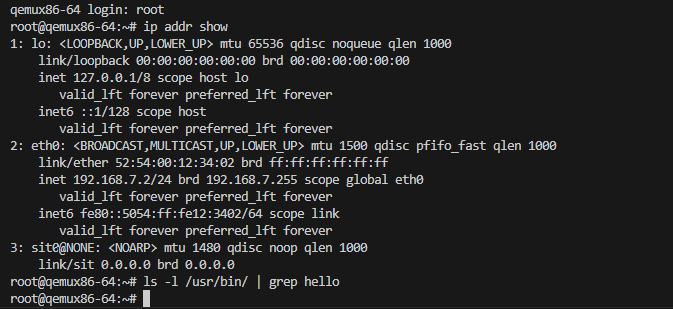 qemux86-64 login: root
root@qemux86-64:~# ip addr show
1: lo: <LOOPBACK,UP,LOWER_UP> mtu 65536 qdisc noqueue qlen 1000
    link/loopback 00:00:00:00:00:00 brd 00:00:00:00:00:00
    inet 127.0.0.1/8 scope host lo
       valid_lft forever preferred_lft forever
    inet6 ::1/128 scope host
       valid_lft forever preferred_lft forever
2: eth0: <BROADCAST,MULTICAST,UP,LOWER_UP> mtu 1500 qdisc pfifo_fast qlen 1000
    link/ether 52:54:00:12:34:02 brd ff:ff:ff:ff:ff:ff
    inet 192.168.7.2/24 brd 192.168.7.255 scope global eth0
       valid_lft forever preferred_lft forever
    inet6 fe80::5054:ff:fe12:3402/64 scope link
       valid_lft forever preferred_lft forever
3: sit0@NONE: <NOARP> mtu 1480 qdisc noop qlen 1000
    link/sit 0.0.0.0 brd 0.0.0.0
root@qemux86-64:~# ls -l /usr/bin/ | grep hello
root@qemux86-64:~#